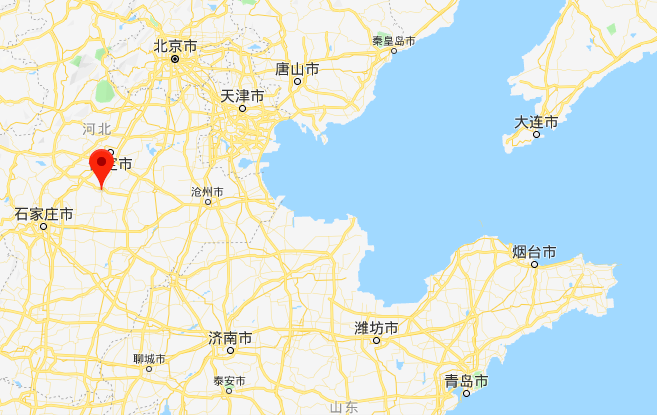 秦皇岛市
北京市
唐山市
天津市
大连市
河北
定市
沧州市
石家庄市
烟台市
潍坊市
济南市
聊城市
泰安市
青岛市
山东